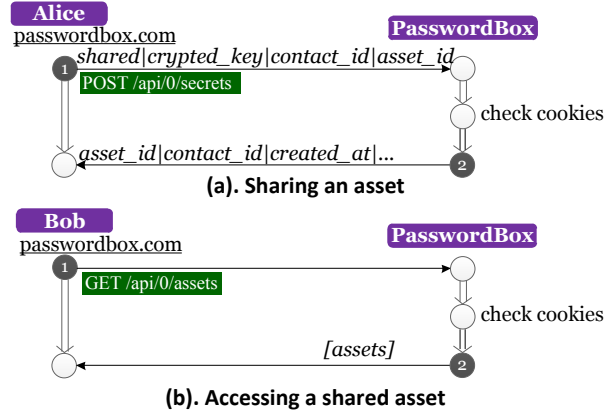 Alice
passwordbox.com
PasswordBox
shared|crypted_key|contact_id|asset_id
1
POST /api/0/secrets
check cookies
asset_id|contact_id|created_at|...
2
(a). Sharing an asset
Bob
passwordbox.com
PasswordBox
1
GET /api/0/assets
check cookies
[assets]
2
(b). Accessing a shared asset